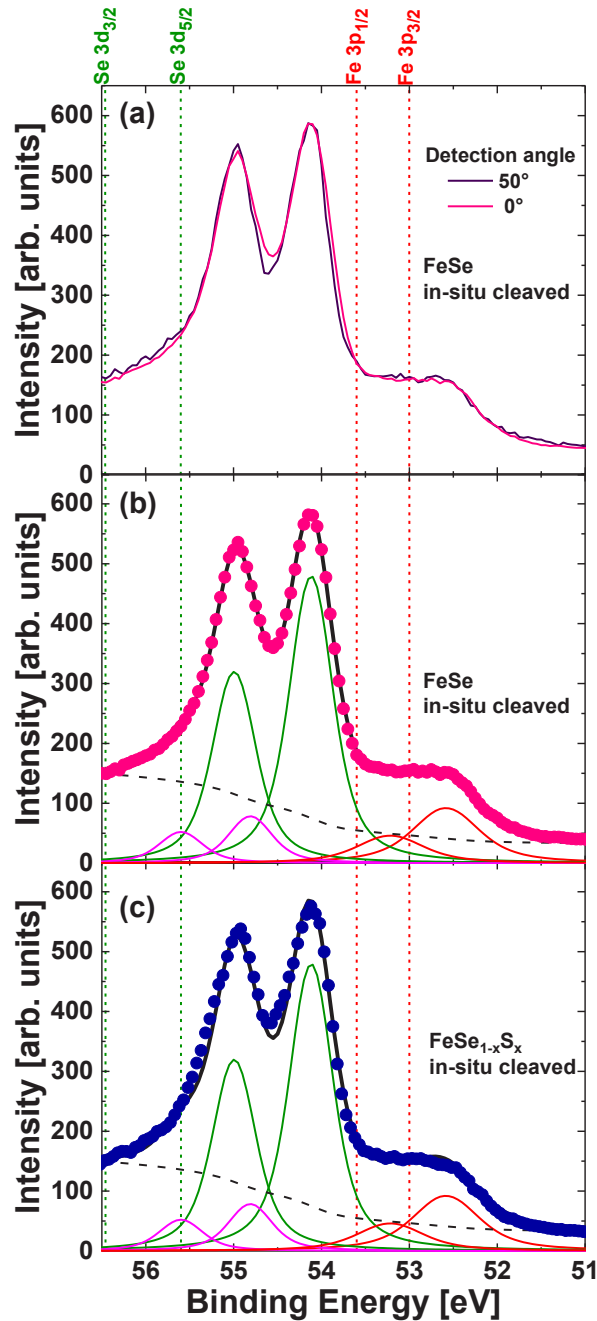 Se 3d3/2
Se 3d5/2
Fe 3p1/2
Fe 3p3/2
(a)
Detection angle
50°
0°
FeSe
in-situ cleaved
Intensity [arb. units]
600
500
400
300
200
100
0
(b)
FeSe
in-situ cleaved
Intensity [arb. units]
600
500
400
300
200
100
0
(c)
FeSe1-xSx
in-situ cleaved
Intensity [arb. units]
600
500
400
300
200
100
0
56 55 54 53 52 51
Binding Energy [eV]